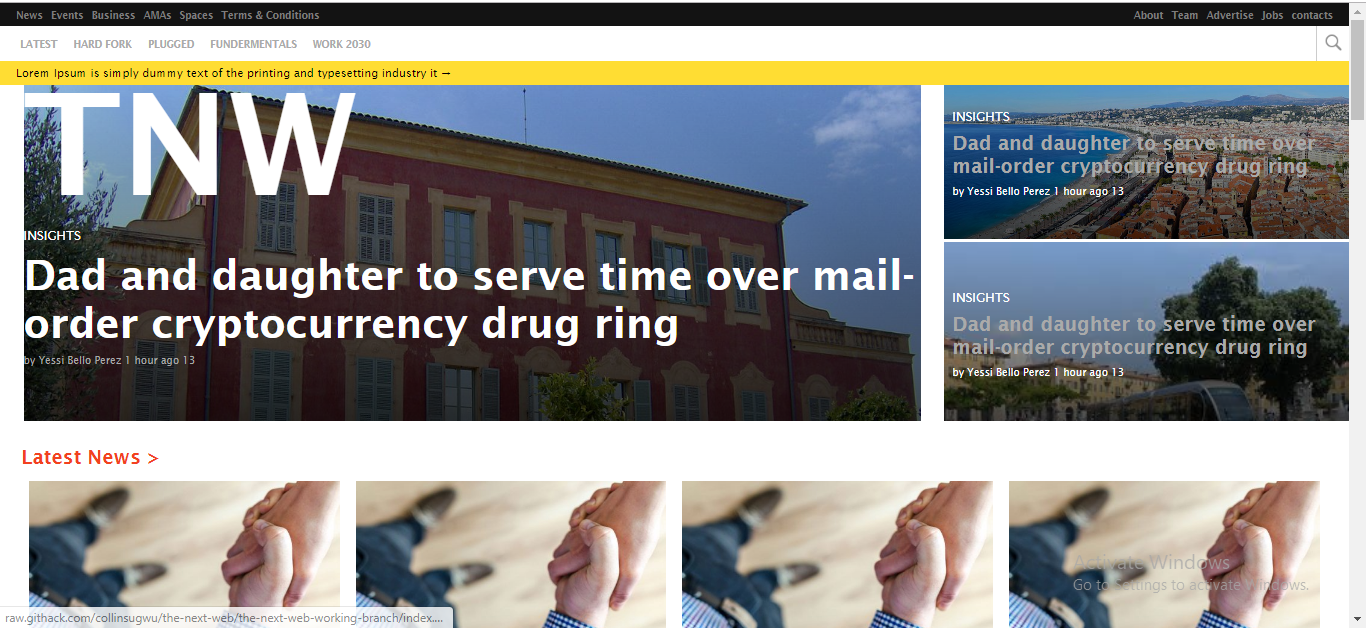 News Events Business AMAs Spaces Terms & Conditions About Team Advertise Jobs contacts
LATEST HARD FORK PLUGGED FUNDERMENTALS WORK 2030
Lorem Ipsum is simply dummy text of the printing and typesetting industry it →
TNW
INSIGHTS
Dad and daughter to serve time over mail-
order cryptocurrency drug ring
by Yessi Bello Perez 1 hour ago 13
INSIGHTS
Dad and daughter to serve time over
mail-order cryptocurrency drug ring
by Yessi Bello Perez 1 hour ago 13
INSIGHTS
Dad and daughter to serve time over
mail-order cryptocurrency drug ring
by Yessi Bello Perez 1 hour ago 13
Latest News >
Activate Windows
Go to Settings to activate Windows.
raw.githack.com/collinsugwu/the-next-web/the-next-web-working-branch/index....